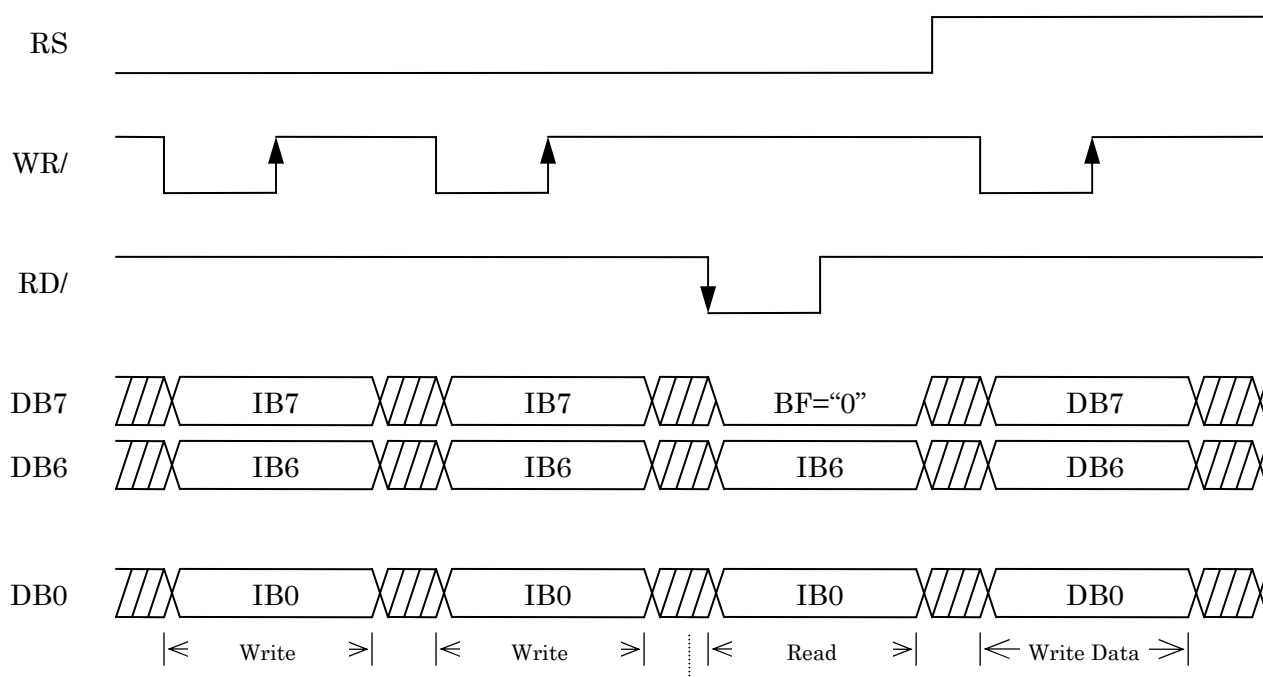 RS
WR/
RD/
DB7 IB7 IB7 BF=“0” DB7
DB6 IB6 IB6 IB6 DB6
DB0 IB0 IB0 IB0 DB0
Write Write Read Write Data